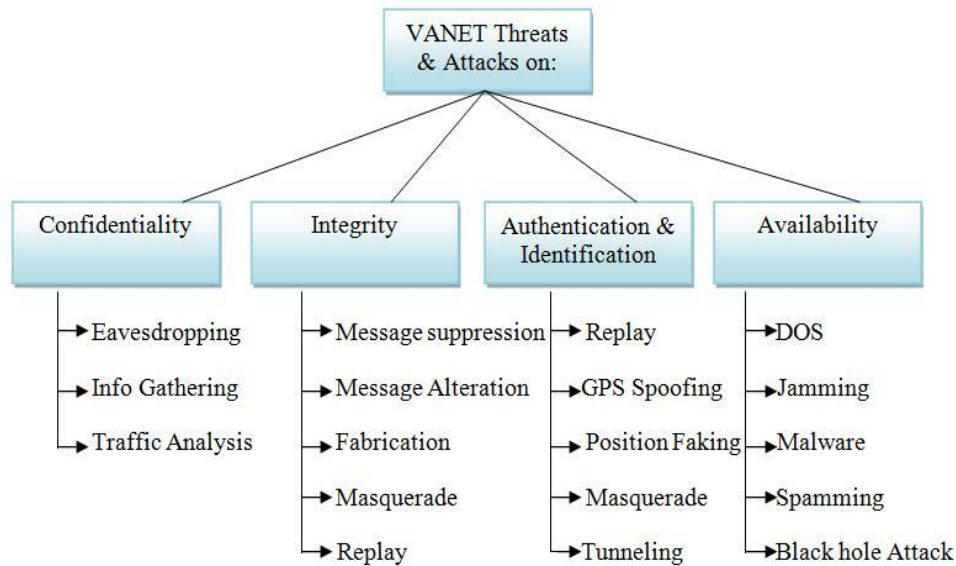 VANET Threats
& Attacks on:
Confidentiality
Integrity
Authentication &
Identification
Availability
Eavesdropping
Info Gathering
Traffic Analysis
Message suppression
Message Alteration
Fabrication
Masquerade
Replay
Replay
GPS Spoofing
Position Faking
Masquerade
Tunneling
DOS
Jamming
Malware
Spamming
Black hole Attack